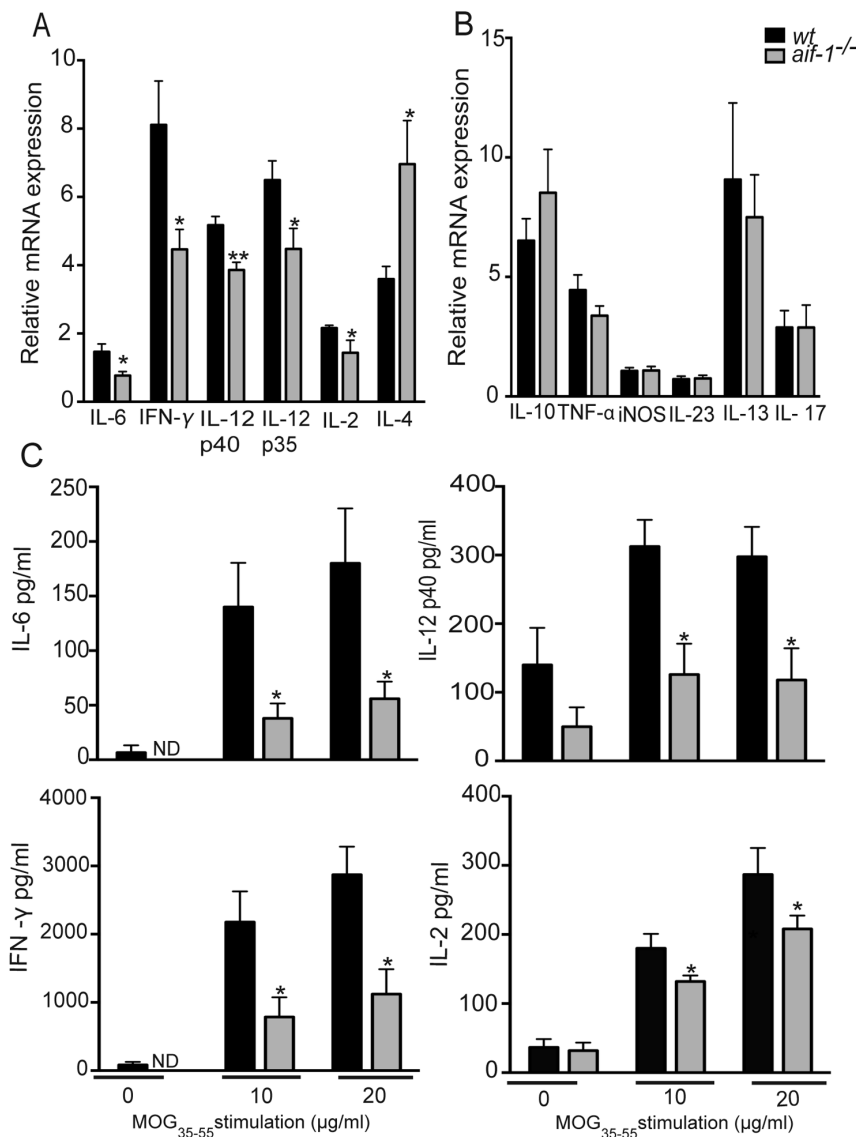 A
Relative mRNA expression
10
8
6
4
2
0
*
*
**
*
*
*
IL-6 IFN-γ IL-12 p40 IL-12 p35 IL-2 IL-4
B
wt
aif-1-/-
Relative mRNA expression
15
10
5
0
IL-10 TNF-α iNOS IL-23 IL-13 IL- 17
C
IL-6 pg/ml
250
200
150
100
50
0
ND
*
*
IL-12 p40 pg/ml
400
300
200
100
0
*
*
IFN -γ pg/ml
4000
3000
2000
1000
0
ND
*
*
0 10 20
MOG35-55stimulation (µg/ml)
IL-2 pg/ml
400
300
200
100
0
*
*
0 10 20
MOG35-55stimulation (µg/ml)